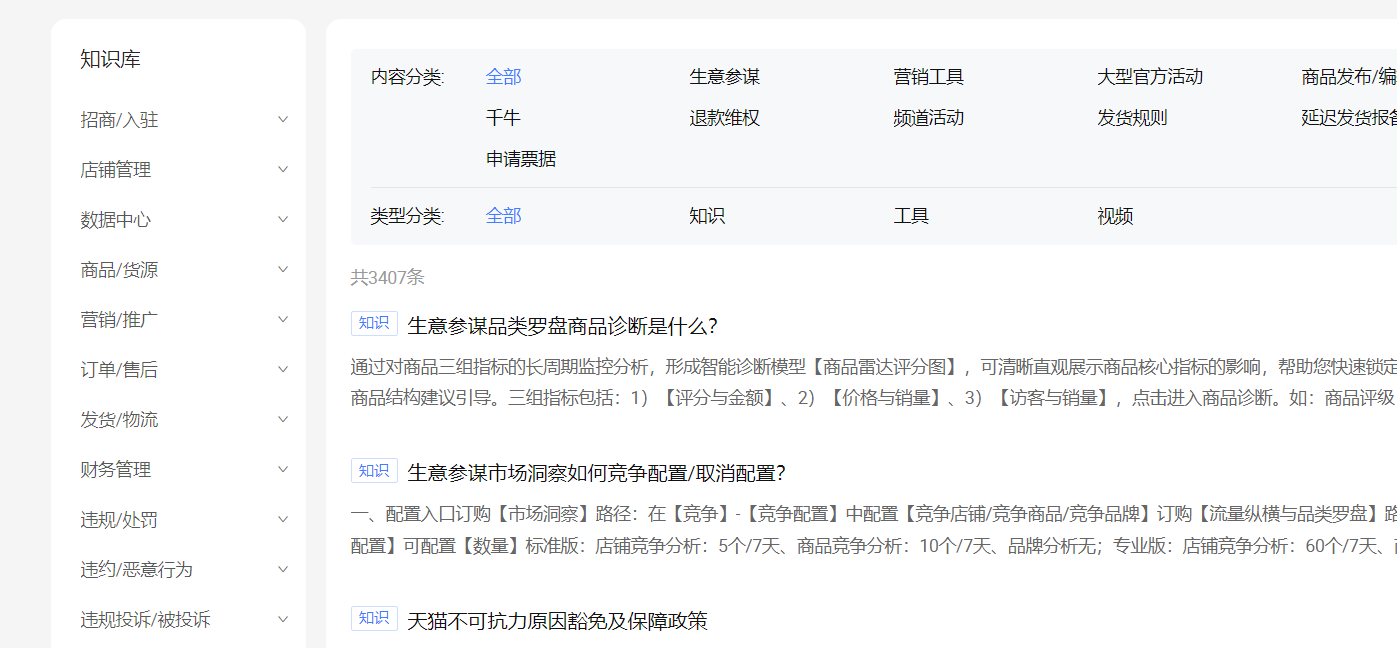 知识库
招商/入驻
店铺管理
数据中心
商品/货源
营销/推广
订单/售后
发货/物流
财务管理
违规/处罚
违约/恶意行为
违规投诉/被投诉
内容分类: 全部 生意参谋 营销工具 大型官方活动 商品发布/编
千牛 退款维权 频道活动 发货规则 延迟发货报备
申请票据
类型分类: 全部 知识 工具 视频
共3407条
知识 生意参谋品类罗盘商品诊断是什么？
通过对商品三组指标的长周期监控分析，形成智能诊断模型【商品雷达评分图】，可清晰直观展示商品核心指标的影响，帮助您快速锁定
商品结构建议引导。三组指标包括：1）【评分与金额】、2）【价格与销量】、3）【访客与销量】，点击进入商品诊断。如：商品评级
知识 生意参谋市场洞察如何竞争配置/取消配置？
一、配置入口订购【市场洞察】路径：在【竞争】-【竞争配置】中配置【竞争店铺/竞争商品/竞争品牌】订购【流量纵横与品类罗盘】路
配置】可配置【数量】标准版：店铺竞争分析：5个/7天、商品竞争分析：10个/7天、品牌分析无；专业版：店铺竞争分析：60个/7天、
知识 天猫不可抗力原因豁免及保障政策